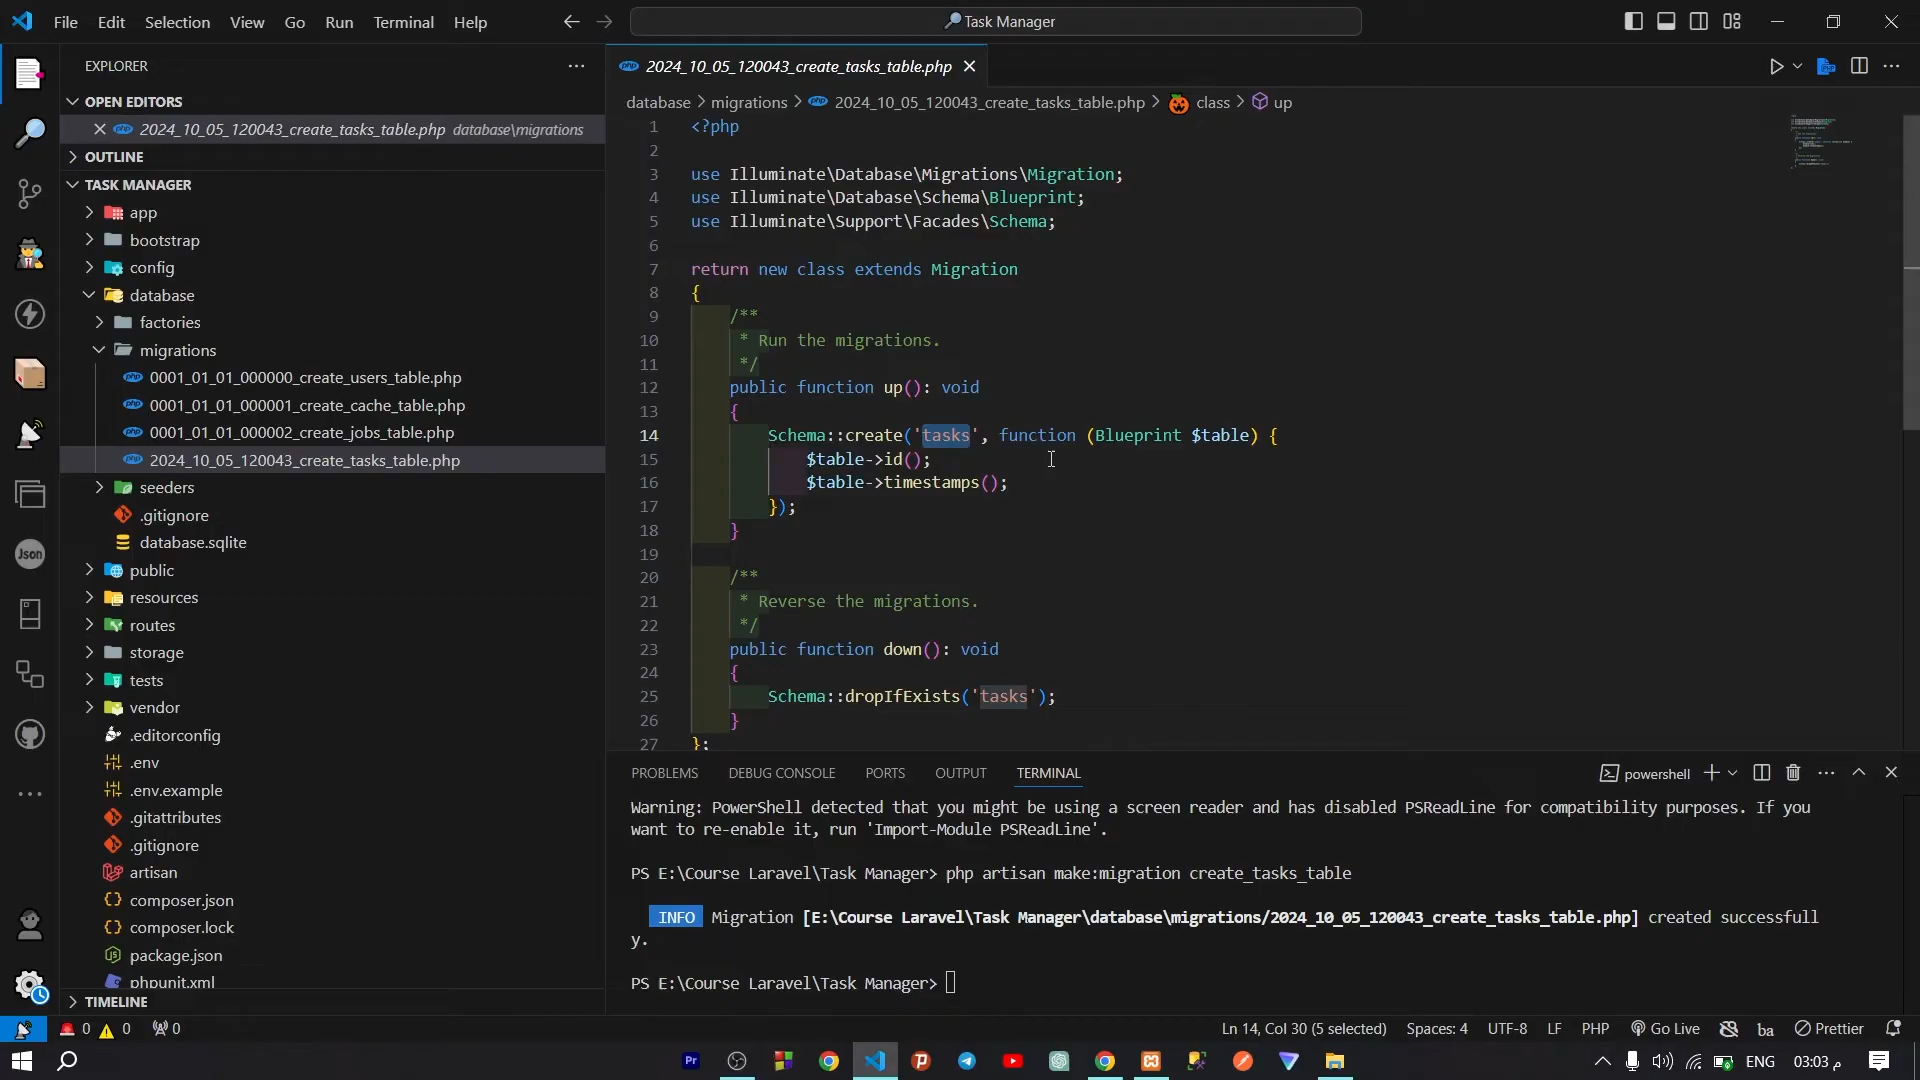 File Edit Selection View Go Run Terminal Help
Task Manager
EXPLORER
OPEN EDITORS
2024_10_05_120043_create_tasks_table.php database\migrations
OUTLINE
TASK MANAGER
app
bootstrap
config
database
factories
migrations
0001_01_01_000000_create_users_table.php
0001_01_01_000001_create_cache_table.php
0001_01_01_000002_create_jobs_table.php
2024_10_05_120043_create_tasks_table.php
seeders
.gitignore
database.sqlite
public
resources
routes
storage
tests
vendor
.editorconfig
.env
.env.example
.gitattributes
.gitignore
artisan
composer.json
composer.lock
package.json
phpunit.xml
TIMELINE
Json
2024_10_05_120043_create_tasks_table.php
database > migrations > 2024_10_05_120043_create_tasks_table.php > class > up
1 <?php
2
3 use Illuminate\Database\Migrations\Migration;
4 use Illuminate\Database\Schema\Blueprint;
5 use Illuminate\Support\Facades\Schema;
6
7 return new class extends Migration
8 {
9 /**
10 * Run the migrations.
11 */
12 public function up(): void
13 {
14 Schema::create('tasks', function (Blueprint $table) {
15 $table->id();
16 $table->timestamps();
17 });
18 }
19
20 /**
21 * Reverse the migrations.
22 */
23 public function down(): void
24 {
25 Schema::dropIfExists('tasks');
26 }
27 };
PROBLEMS DEBUG CONSOLE PORTS OUTPUT TERMINAL
powershell
Warning: PowerShell detected that you might be using a screen reader and has disabled PSReadLine for compatibility purposes. If you
want to re-enable it, run 'Import-Module PSReadLine'.
PS E:\Course Laravel\Task Manager> php artisan make:migration create_tasks_table
INFO Migration [E:\Course Laravel\Task Manager\database\migrations/2024_10_05_120043_create_tasks_table.php] created successfull
y.
PS E:\Course Laravel\Task Manager>
0 0 0
Ln 14, Col 30 (5 selected) Spaces: 4 UTF-8 LF PHP Go Live ba Prettier
Pr
ENG 03:03 م